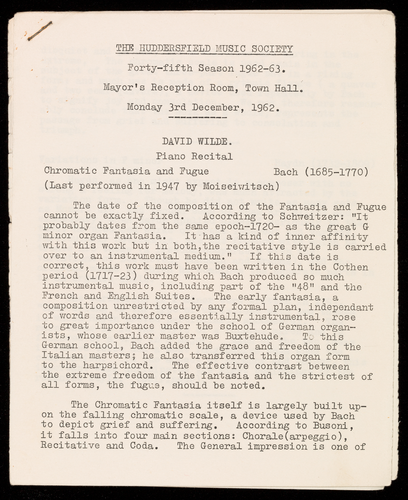 THE HUDDERSFIELD MUSIC SOCIETY
Forty-fifth Season 1962-63.
Mayor's Reception Room, Town Hall.
Monday 3rd December, 1962.
DAVID WILDE.
Piano Recital
Chromatic Fantasia and Fugue Bach (1685-1770)
(Last performed in 1947 by Moiseiwitsch)
The date of the composition of the Fantasia and Fugue
cannot be exactly fixed. According to Schweitzer: "It
probably dates from the same epoch-1720- as the great G
minor organ Fantasia. It has a kind of inner affinity
with this work but in both,the recitative style is carried
over to an instrumental medium." If this date is
correct, this work must have been written in the Cothen
period (1717-23) during which Bach produced so much
instrumental music, including part of the "48" and the
French and English Suites. The early fantasia, a
composition unrestricted by any formal plan, independant
of words and therefore essentially instrumental, rose
to great importance under the school of German organ-
ists, whose earlier master was Buxtehude. To this
German school, Bach added the grace and freedom of the
Italian masters; he also transferred this organ form
to the harpsichord. The effective contrast between
the extreme freedom of the fantasia and the strictest of
all forms, the fugue, should be noted.
The Chromatic Fantasia itself is largely built up-
on the falling chromatic scale, a device used by Bach
to depict grief and suffering. According to Busoni,
it falls into four main sections: Chorale(arpeggio),
Recitative and Coda. The General impression is one of